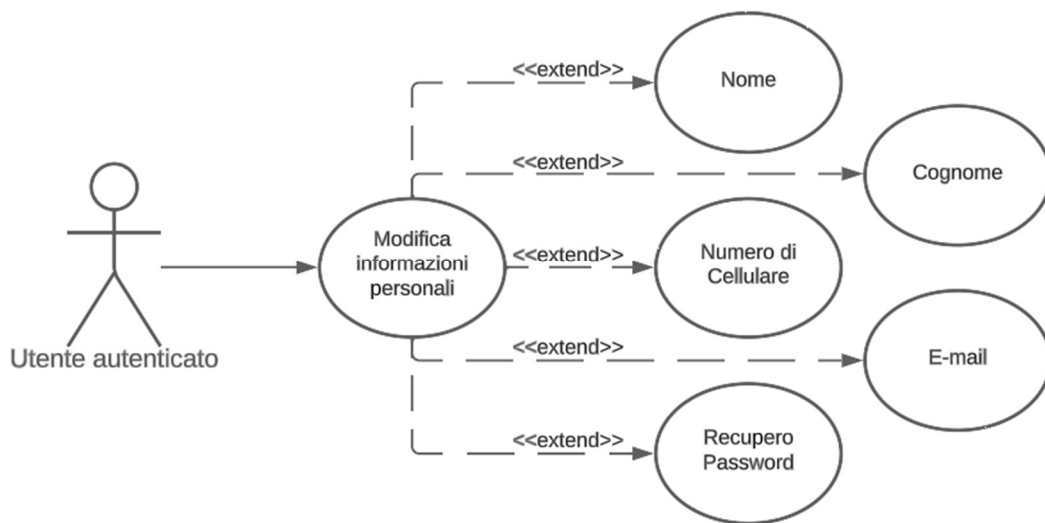 <<extend>>
Nome
<<extend>>
Cognome
Modifica
informazioni
personali
<<extend>>
Numero di
Cellulare
Utente autenticato
<<extend>>
E-mail
<<extend>>
Recupero
Password